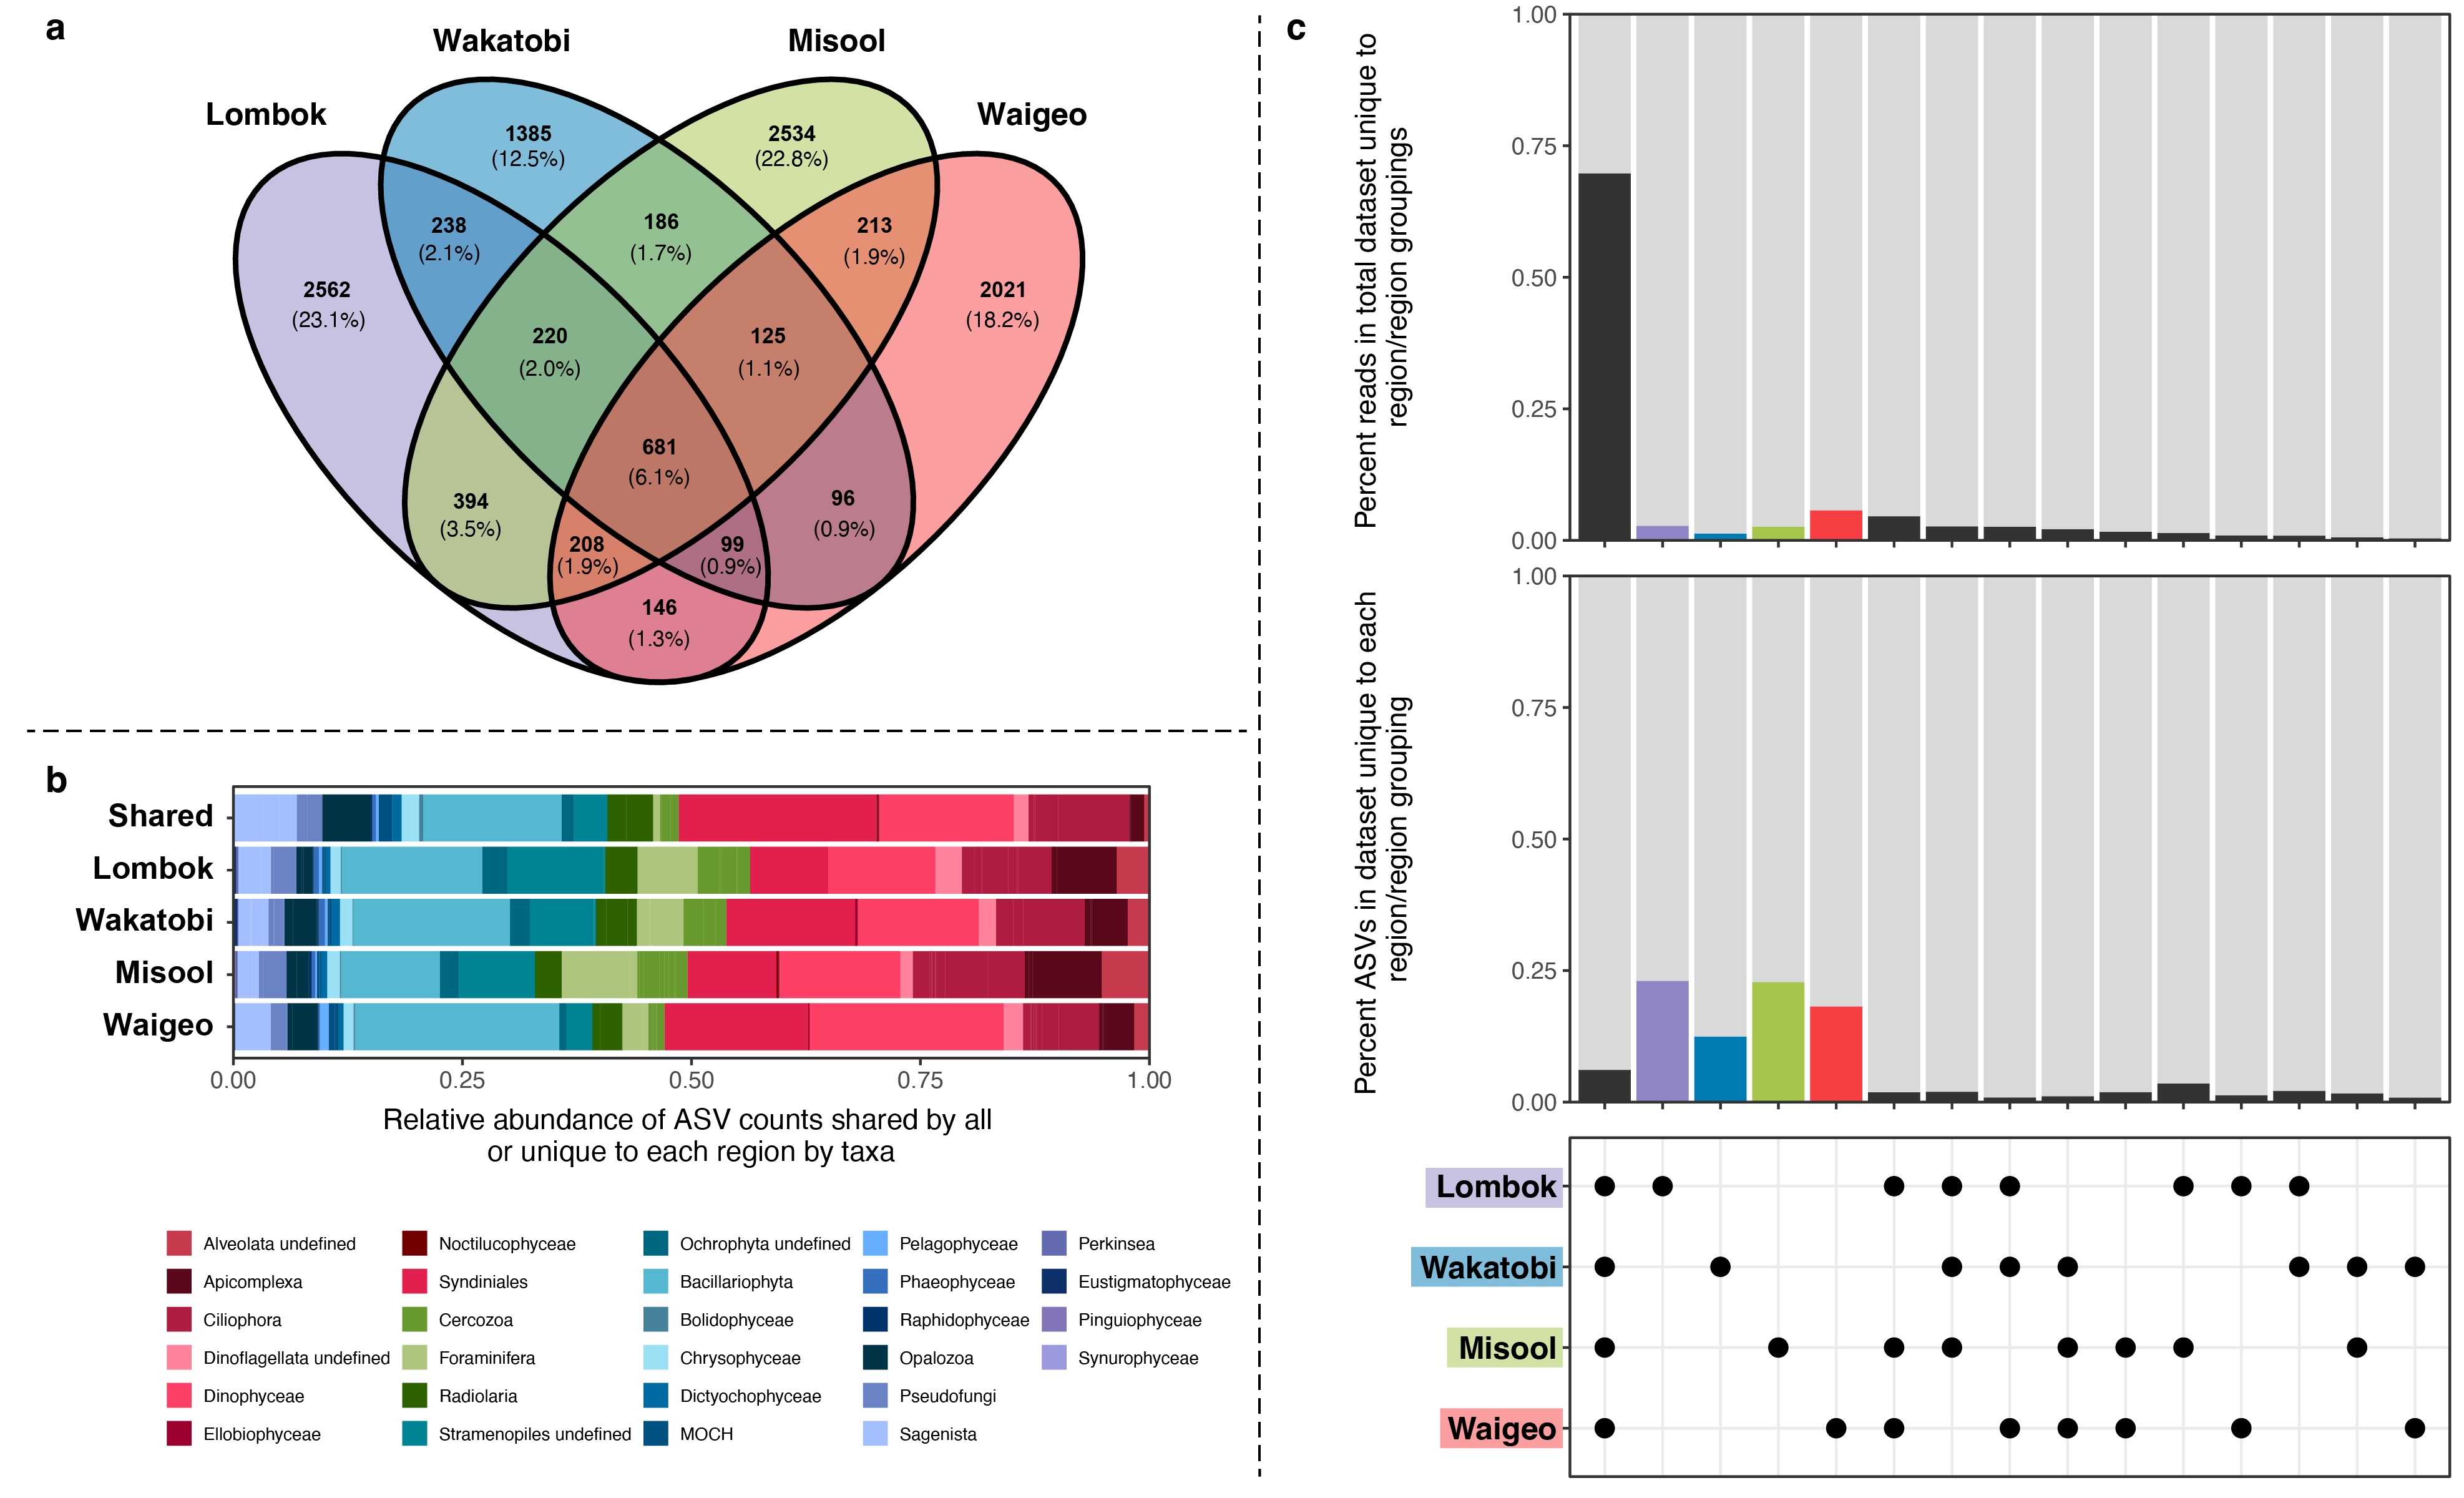 a
Wakatobi
Misool
Lombok
Waigeo
1385
(12.5%)
2534
(22.8%)
238
(2.1%)
186
(1.7%)
213
(1.9%)
2562
(23.1%)
2021
(18.2%)
220
(2.0%)
125
(1.1%)
681
(6.1%)
394
(3.5%)
96
(0.9%)
208
(1.9%)
99
(0.9%)
146
(1.3%)
b
Shared
Lombok
Wakatobi
Misool
Waigeo
0.00 0.25 0.50 0.75 1.00
Relative abundance of ASV counts shared by all
or unique to each region by taxa
Alveolata undefined
Apicomplexa
Ciliophora
Dinoflagellata undefined
Dinophyceae
Ellobiophyceae
Noctilucophyceae
Syndiniales
Cercozoa
Foraminifera
Radiolaria
Stramenopiles undefined
Ochrophyta undefined
Bacillariophyta
Bolidophyceae
Chrysophyceae
Dictyochophyceae
MOCH
Pelagophyceae
Phaeophyceae
Raphidophyceae
Opalozoa
Pseudofungi
Sagenista
Perkinsea
Eustigmatophyceae
Pinguiophyceae
Synurophyceae
c
Percent reads in total dataset unique to
region/region groupings
1.00
0.75
0.50
0.25
0.00
Percent ASVs in dataset unique to each
region/region grouping
1.00
0.75
0.50
0.25
0.00
Lombok
Wakatobi
Misool
Waigeo